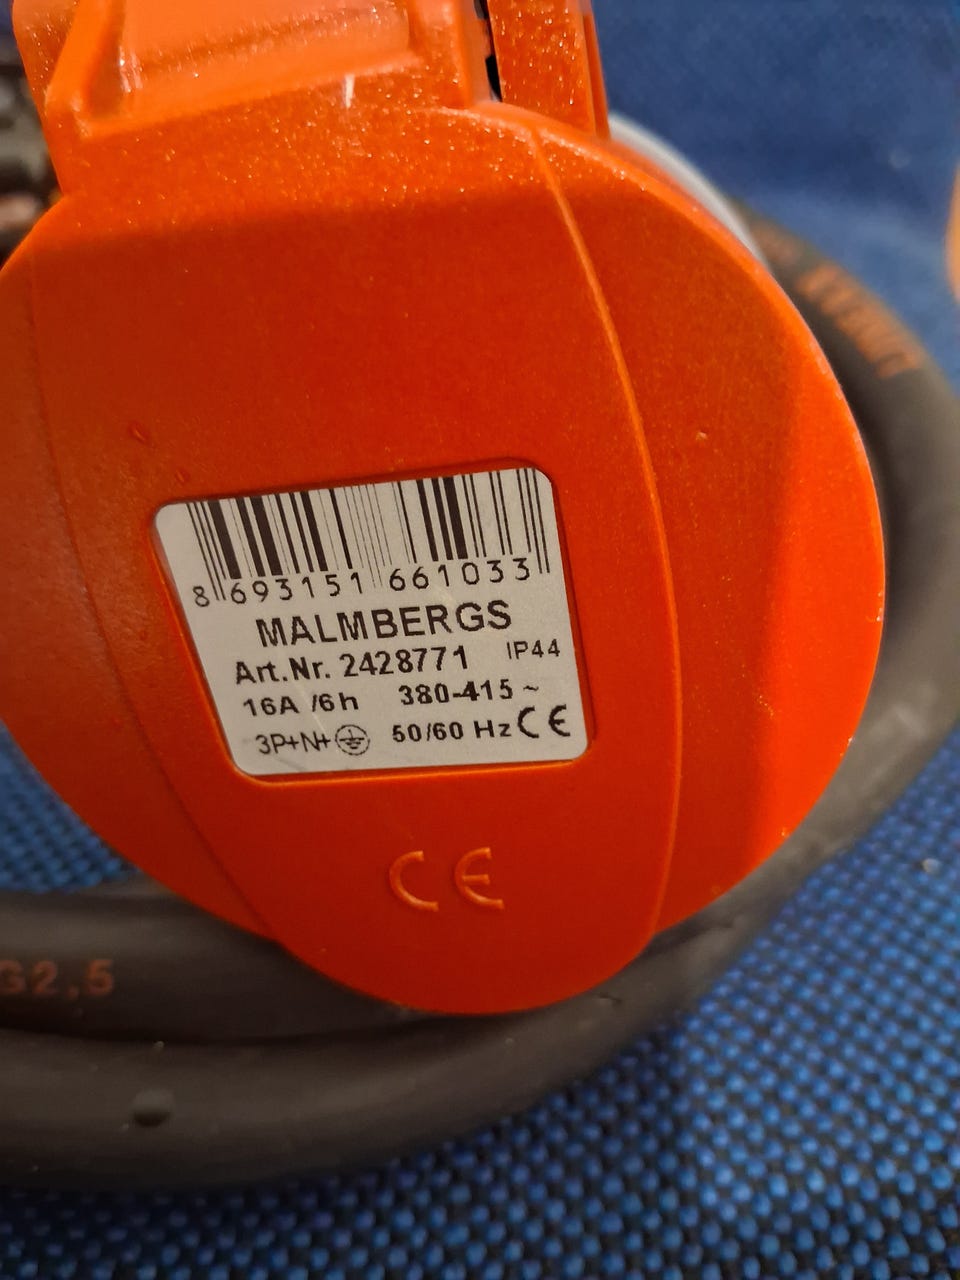 8 693151 661033
MALMBERGS
Art.Nr. 2428771 IP44
16A /6h 380-415 ~
3P+N+⏚ 50/60 Hz CE
CE
G2,5